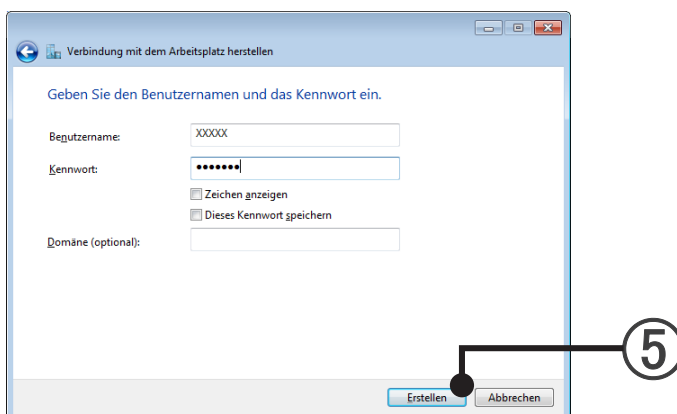 Verbindung mit dem Arbeitsplatz herstellen
Geben Sie den Benutzernamen und das Kennwort ein.
Benutzername: XXXXX
Kennwort: •••••••
Zeichen anzeigen
Dieses Kennwort speichern
Domäne (optional):
Erstellen Abbrechen
⑤